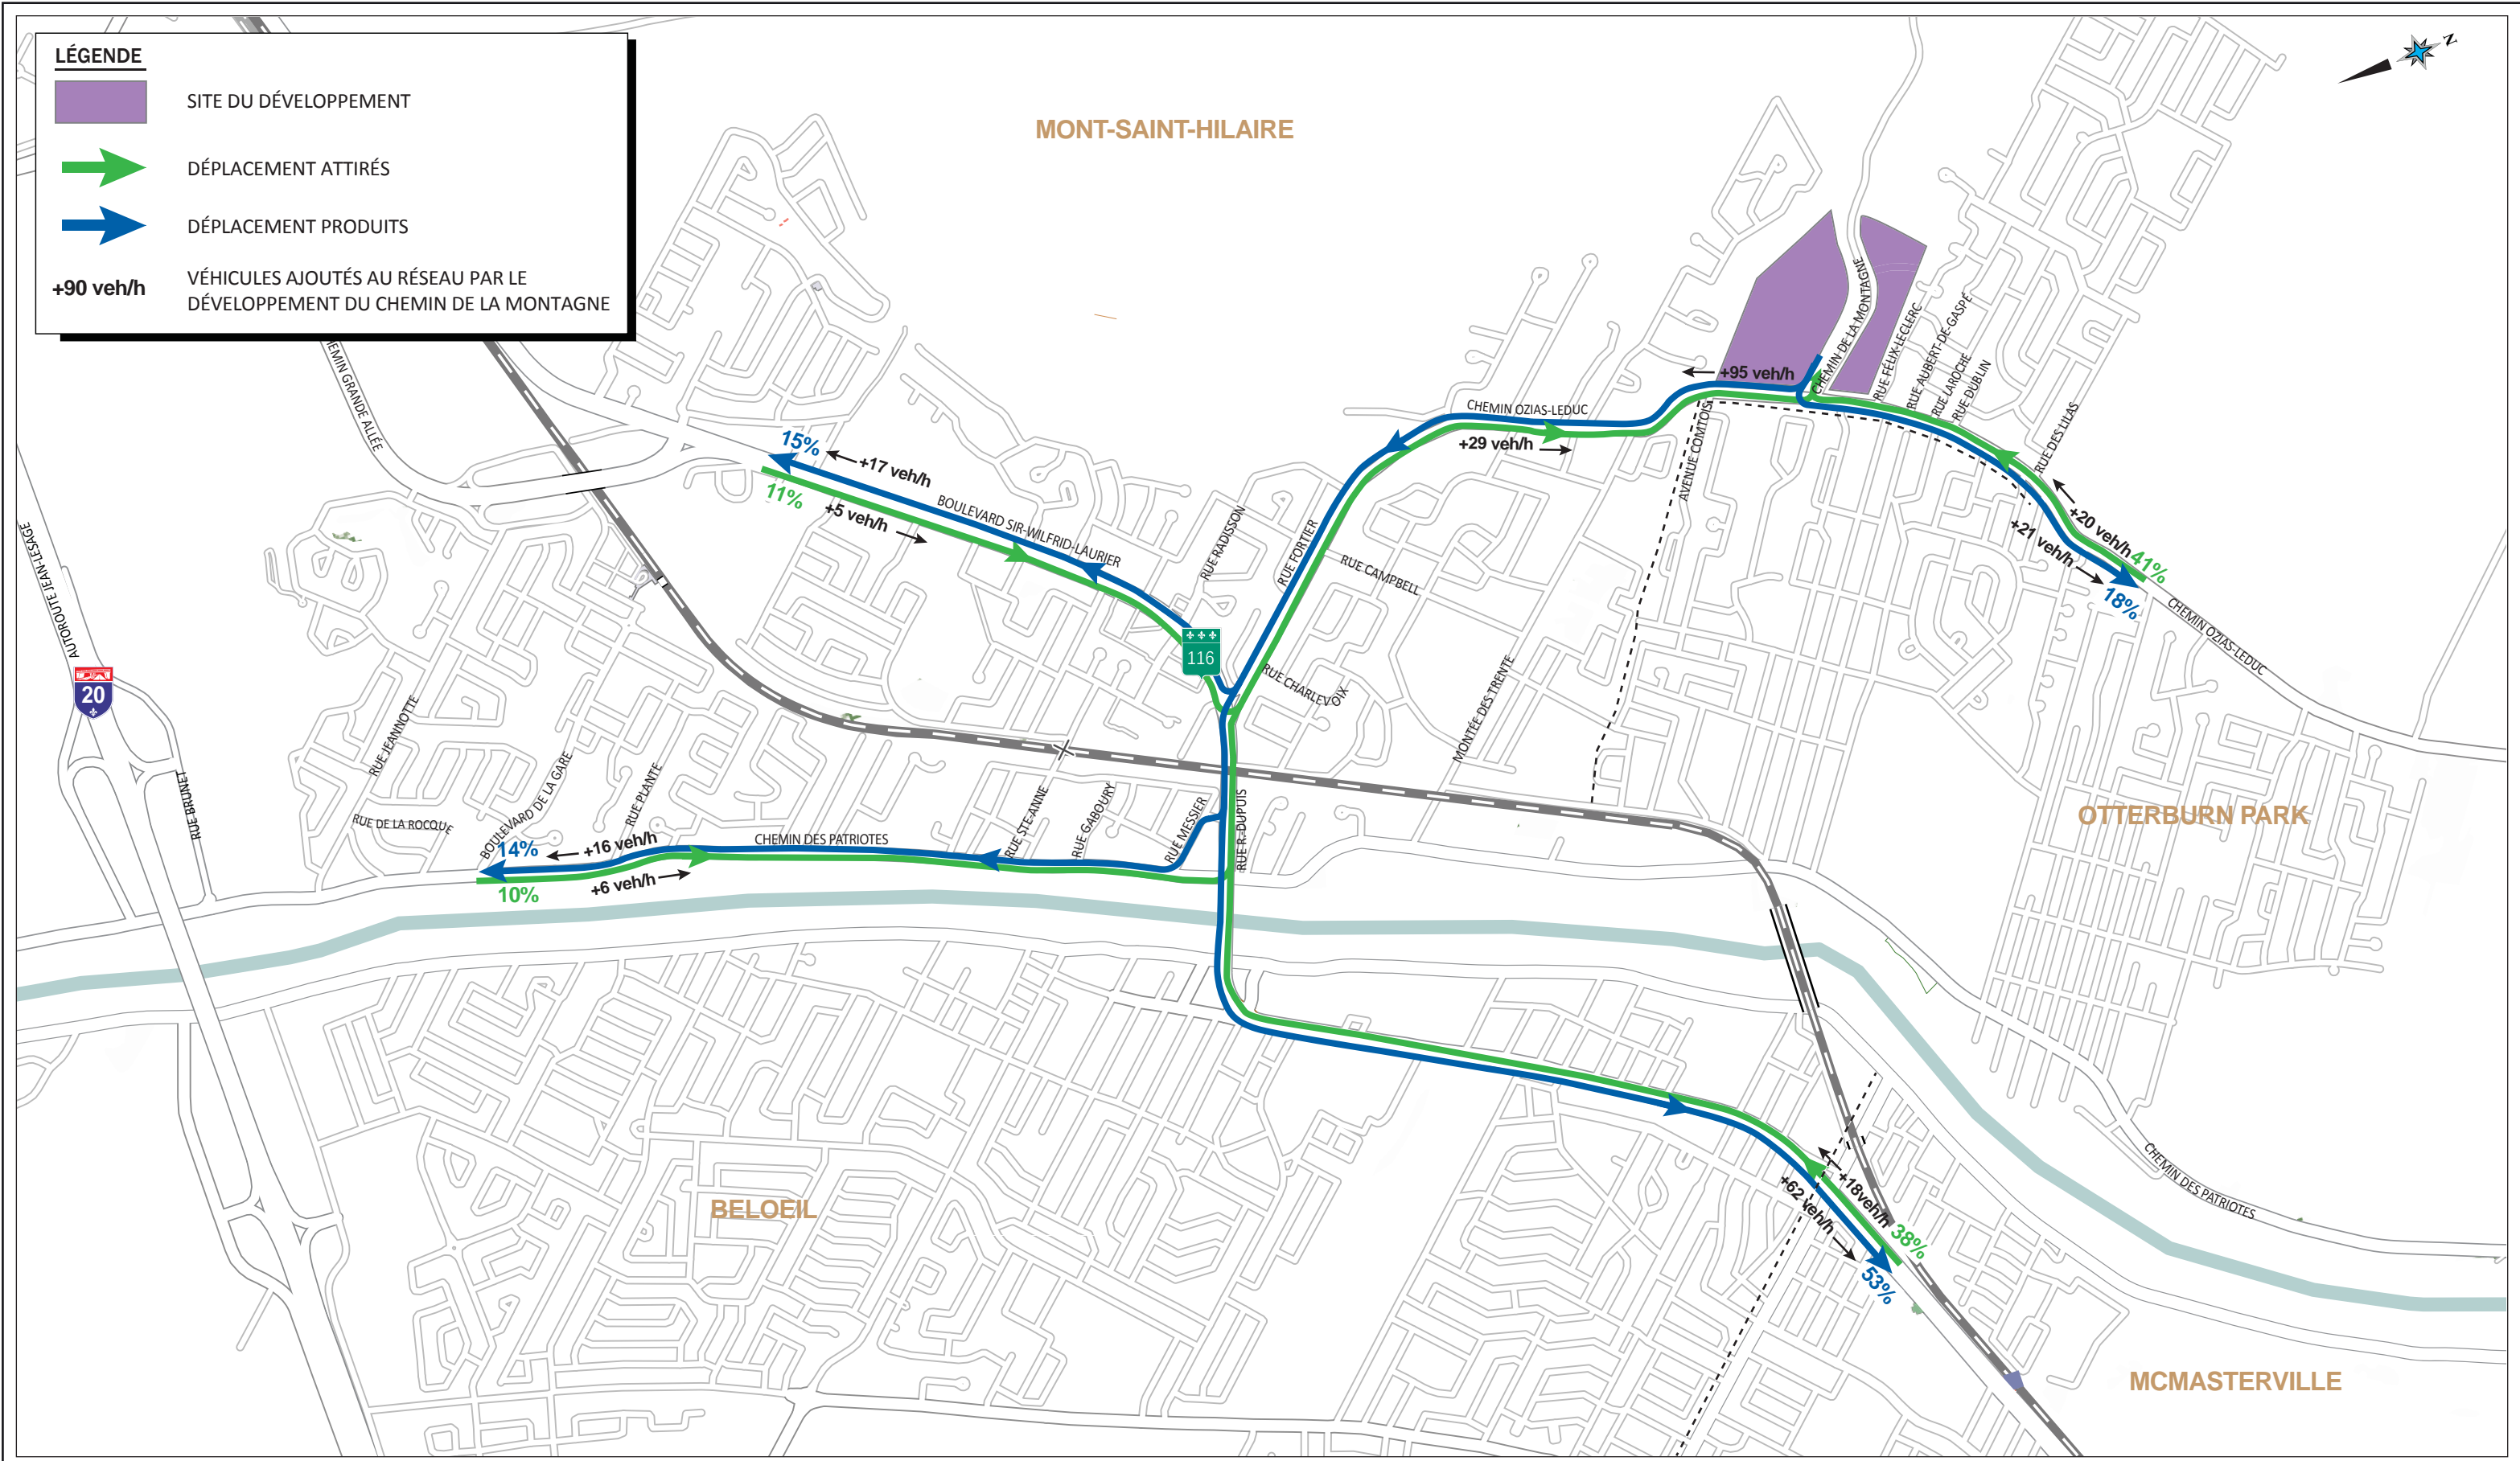 LÉGENDE
SITE DU DÉVELOPPEMENT
DÉPLACEMENT ATTIRÉS
DÉPLACEMENT PRODUITS
+90 veh/h
VÉHICULES AJOUTÉS AU RÉSEAU PAR LE
DÉVELOPPEMENT DU CHEMIN DE LA MONTAGNE
N
MONT-SAINT-HILAIRE
CHEMIN DE LA MONTAGNE
RUE FÉLIX-LECLERC
RUE AUBERT-DE-GASPÉ
RUE LAROCHE
RUE DUBLIN
RUE DES LILAS
+95 veh/h
CHEMIN OZIAS-LEDUC
+29 veh/h
AVENUE COMTOIS
GRANDE ALLÉE
15%
+17 veh/h
11%
+5 veh/h
BOULEVARD SIR-WILFRID-LAURIER
RUE RADISSON
RUE FORTIER
RUE CAMPBELL
+20 veh/h
41%
+21 veh/h
18%
CHEMIN OZIAS-LEDUC
AUTOROUTE JEAN-LESAGE
20
116
RUE CHARLEVOIX
MONTÉE DES TRENTE
RUE JEANNOTTE
BOULEVARD DE LA GARE
RUE PLANTE
RUE BRUNET
RUE DE LA ROCQUE
14%
+16 veh/h
CHEMIN DES PATRIOTES
RUE STE-ANNE
RUE GABOURY
RUE MESSIER
RUE R.-DUPUIS
10%
+6 veh/h
OTTERBURN PARK
BELOEIL
+18veh/h
38%
+62 veh/h
53%
CHEMIN DES PATRIOTES
MCMASTERVILLE